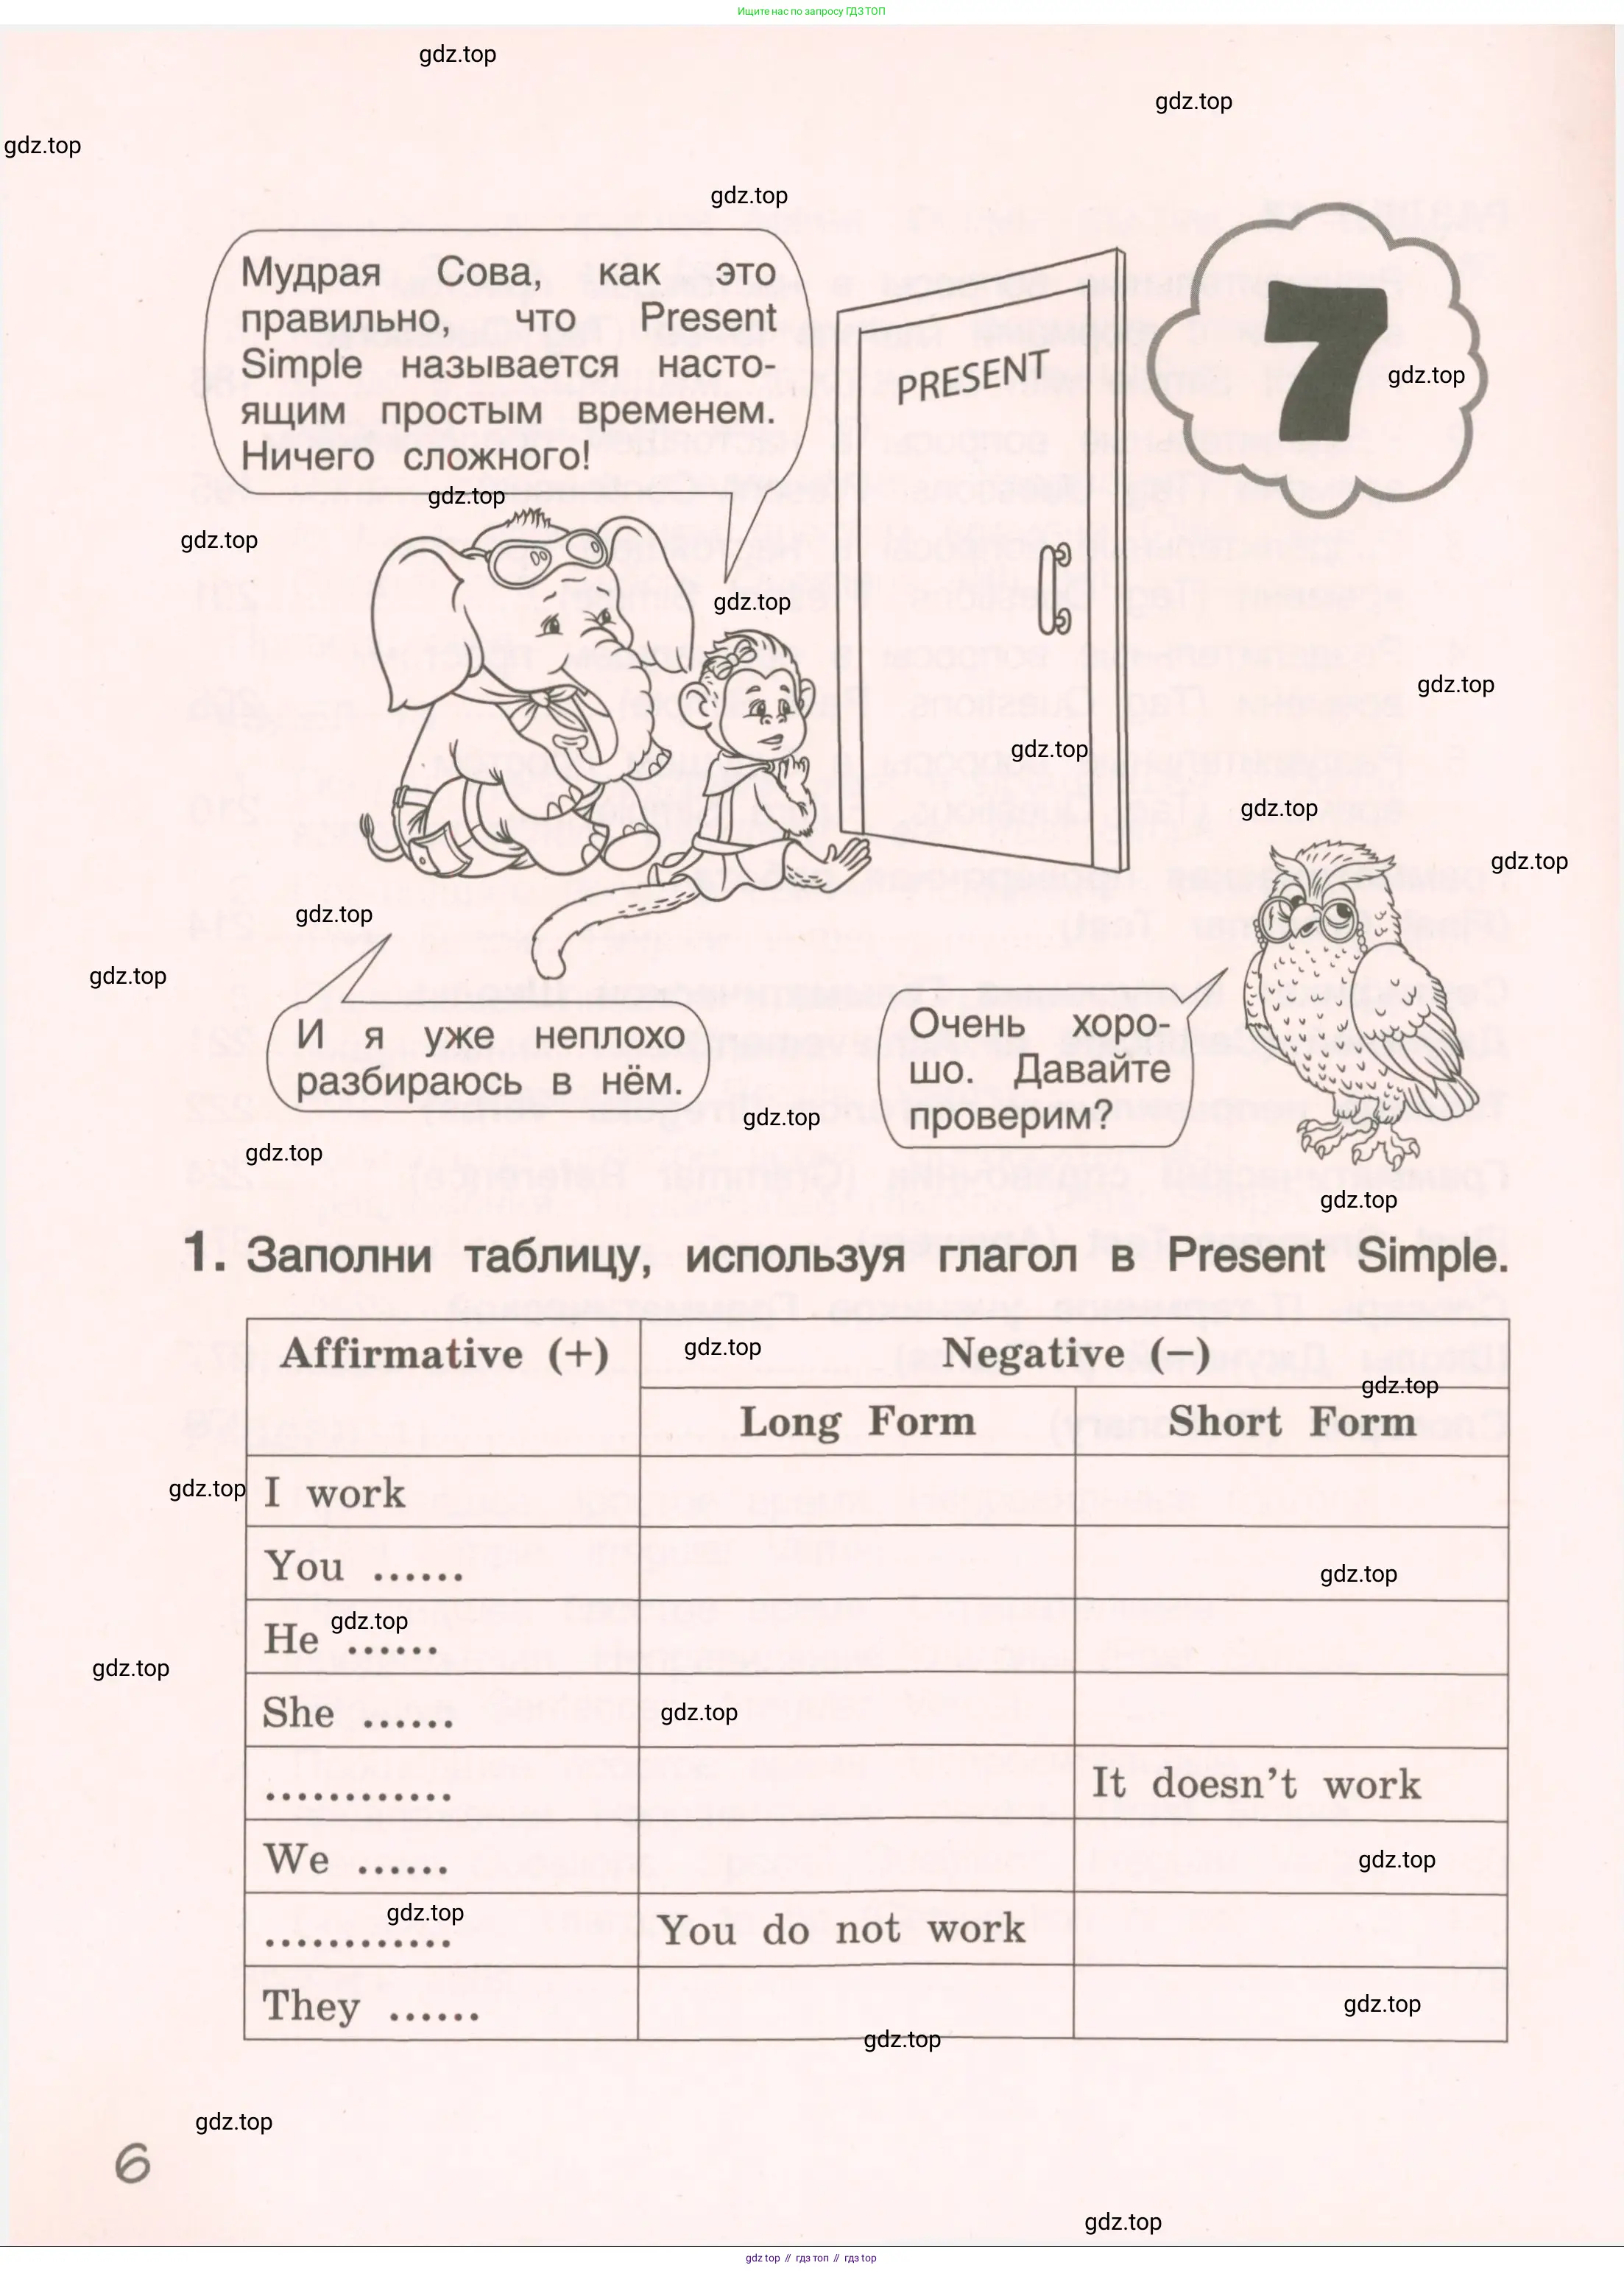 Ищите нас по запросу ГДЗ ТОП
gdz.top
gdz.top
gdz.top
gdz.top
Мудрая Сова, как это
правильно, что Present
Simple называется насто-
ящим простым временем.
Ничего сложного!
PRESENT
7
gdz.top
gdz.top
gdz.top
gdz.top
gdz.top
gdz.top
gdz.top
gdz.top
gdz.top
gdz.top
И я уже неплохо
разбираюсь в нём.
Очень хоро-
шо. Давайте
проверим?
gdz.top
gdz.top
gdz.top
1. Заполни таблицу, используя глагол в Present Simple.
Affirmative (+)
gdz.top
Negative (−)
gdz.top
Long Form
Short Form
gdz.top
I work
You ......
gdz.top
gdz.top
He ......
gdz.top
She ......
gdz.top
............
It doesn't work
We ......
gdz.top
gdz.top
............
You do not work
They ......
gdz.top
gdz.top
gdz.top
6
gdz.top
gdz top // гдз топ // гдз top